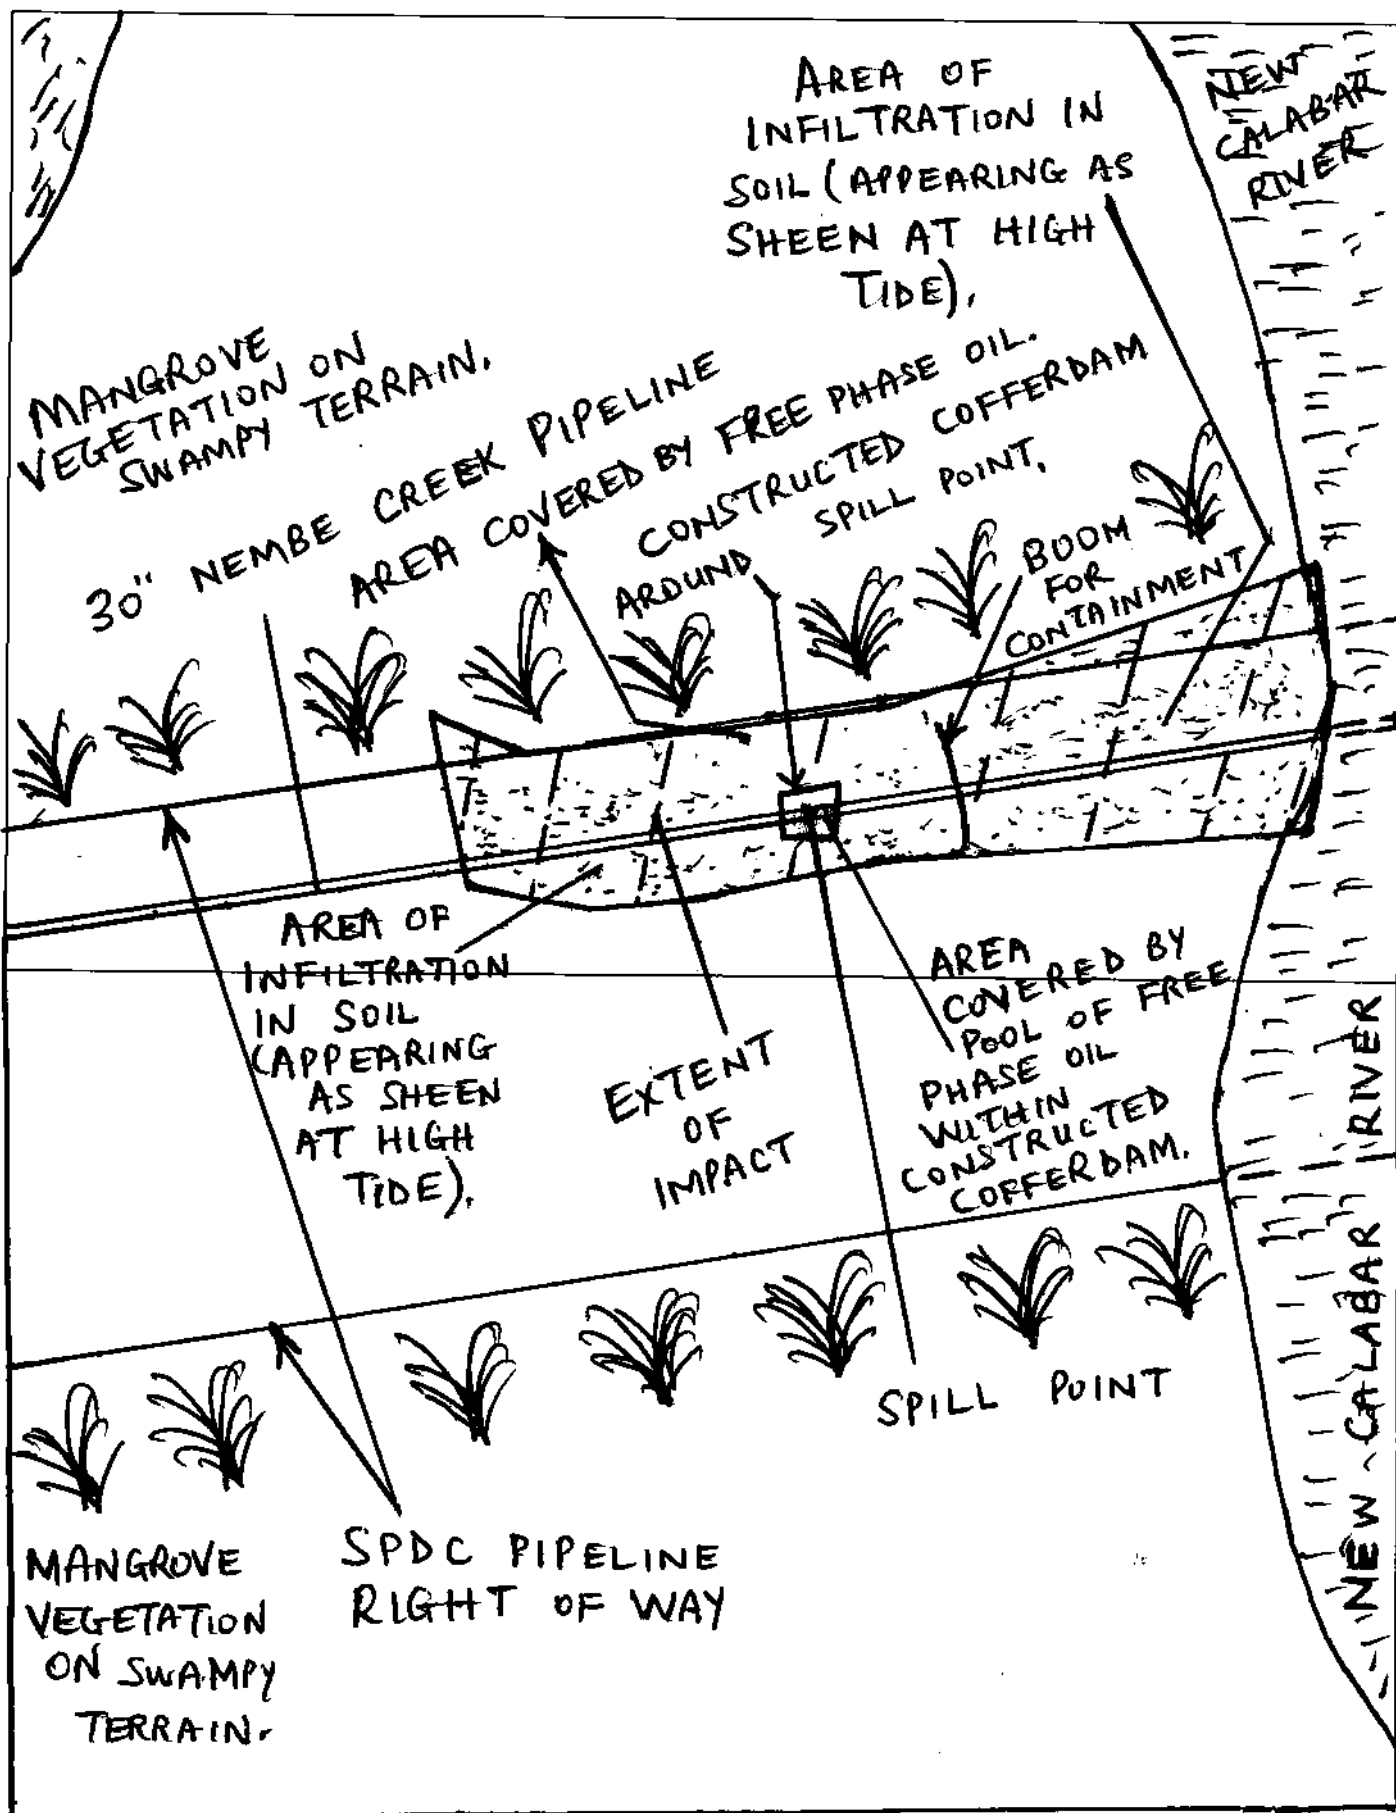 AREA OF
INFILTRATION IN
SOIL (APPEARING AS
SHEEN AT HIGH
TIDE).
NEW
CALABAR
RIVER
MANGROVE
VEGETATION ON
SWAMPY TERRAIN.
30" NEMBE CREEK PIPELINE
AREA COVERED BY FREE PHASE OIL.
CONSTRUCTED COFFERDAM
AROUND SPILL POINT.
BOOM
FOR
CONTAINMENT
AREA OF
INFILTRATION
IN SOIL
(APPEARING
AS SHEEN
AT HIGH
TIDE).
EXTENT
OF
IMPACT
AREA
COVERED BY
POOL OF FREE
PHASE OIL
WITHIN
CONSTRUCTED
COFFERDAM.
SPILL POINT
NEW CALABAR RIVER
MANGROVE
VEGETATION
ON SWAMPY
TERRAIN.
SPDC PIPELINE
RIGHT OF WAY